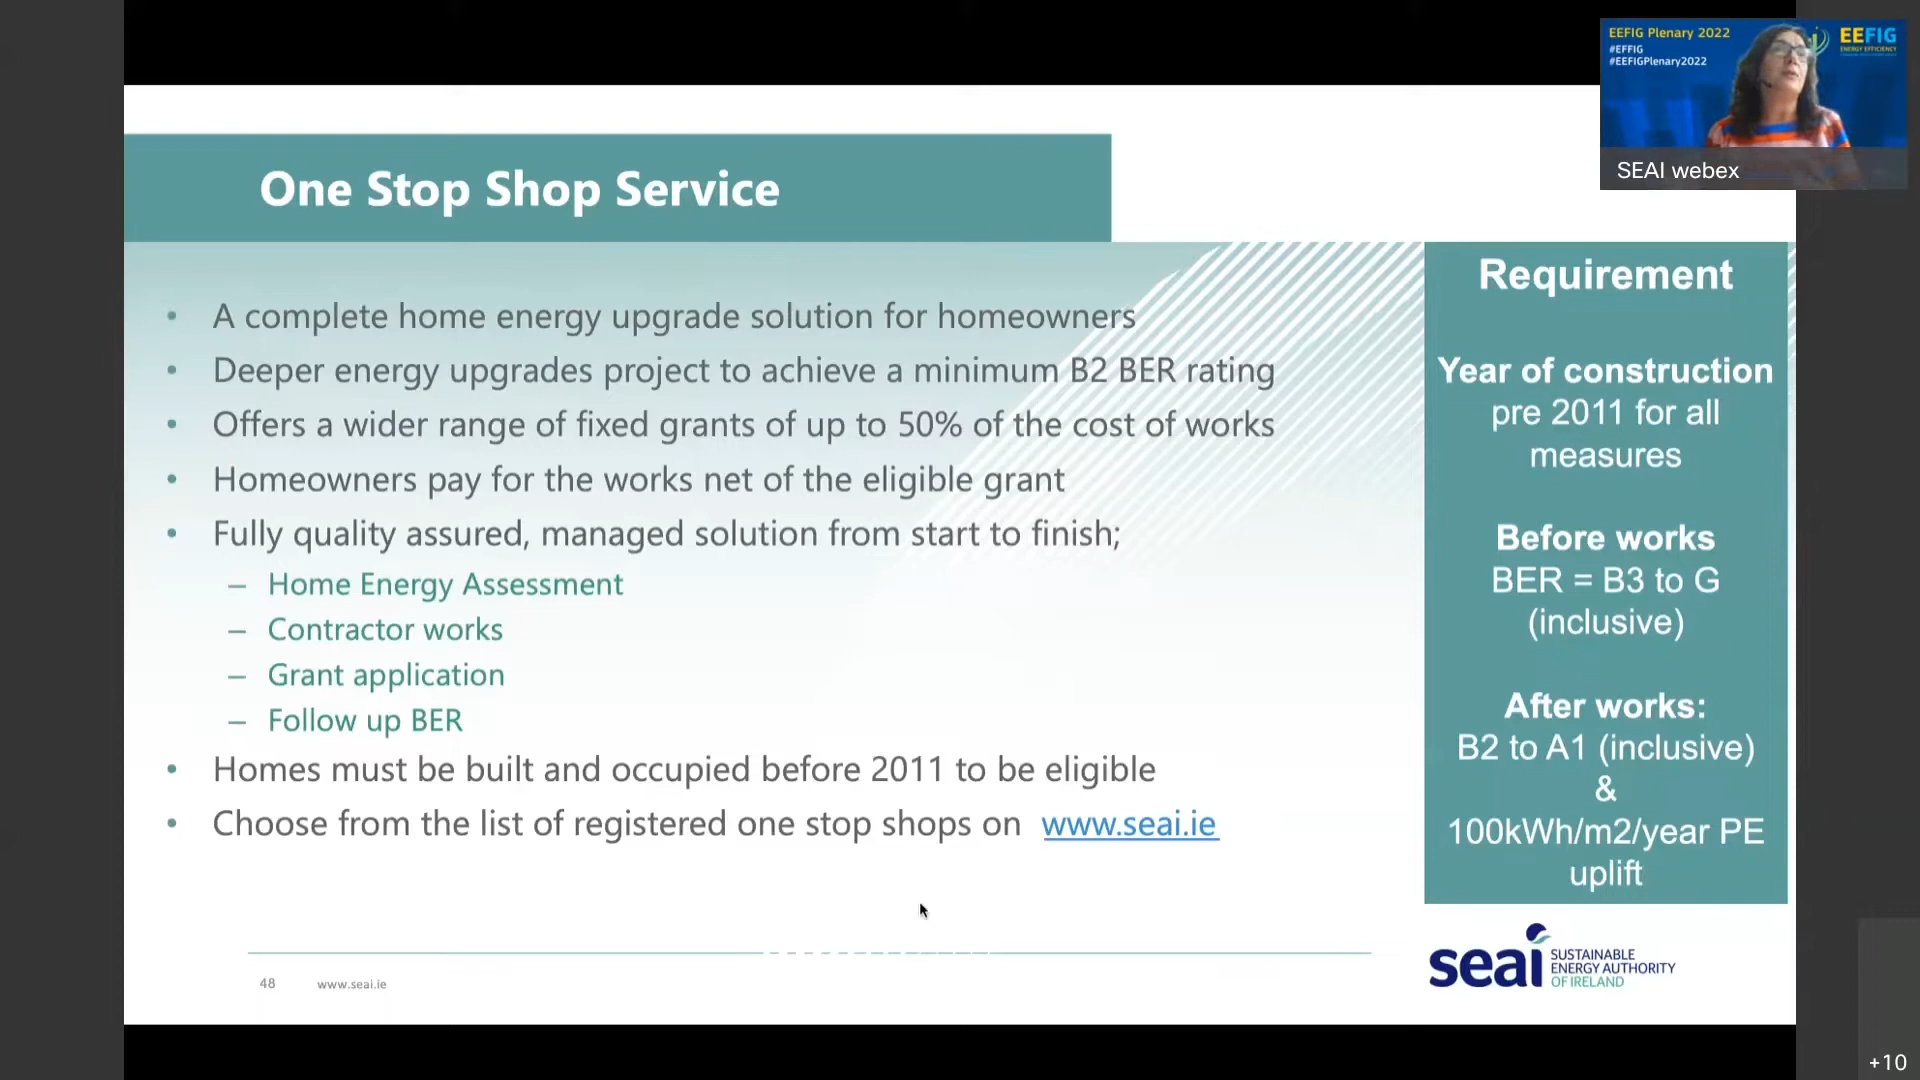 EEFIG Plenary 2022
#EFFIG
#EEFIGPlenary2022
EEFIG
ENERGY EFFICIENCY
SEAI webex
One Stop Shop Service
• A complete home energy upgrade solution for homeowners
• Deeper energy upgrades project to achieve a minimum B2 BER rating
• Offers a wider range of fixed grants of up to 50% of the cost of works
• Homeowners pay for the works net of the eligible grant
• Fully quality assured, managed solution from start to finish;
– Home Energy Assessment
– Contractor works
– Grant application
– Follow up BER
• Homes must be built and occupied before 2011 to be eligible
• Choose from the list of registered one stop shops on www.seai.ie
Requirement
Year of construction
pre 2011 for all
measures
Before works
BER = B3 to G
(inclusive)
After works:
B2 to A1 (inclusive)
&
100kWh/m2/year PE
uplift
48 www.seai.ie
seai
SUSTAINABLE
ENERGY AUTHORITY
OF IRELAND
+10